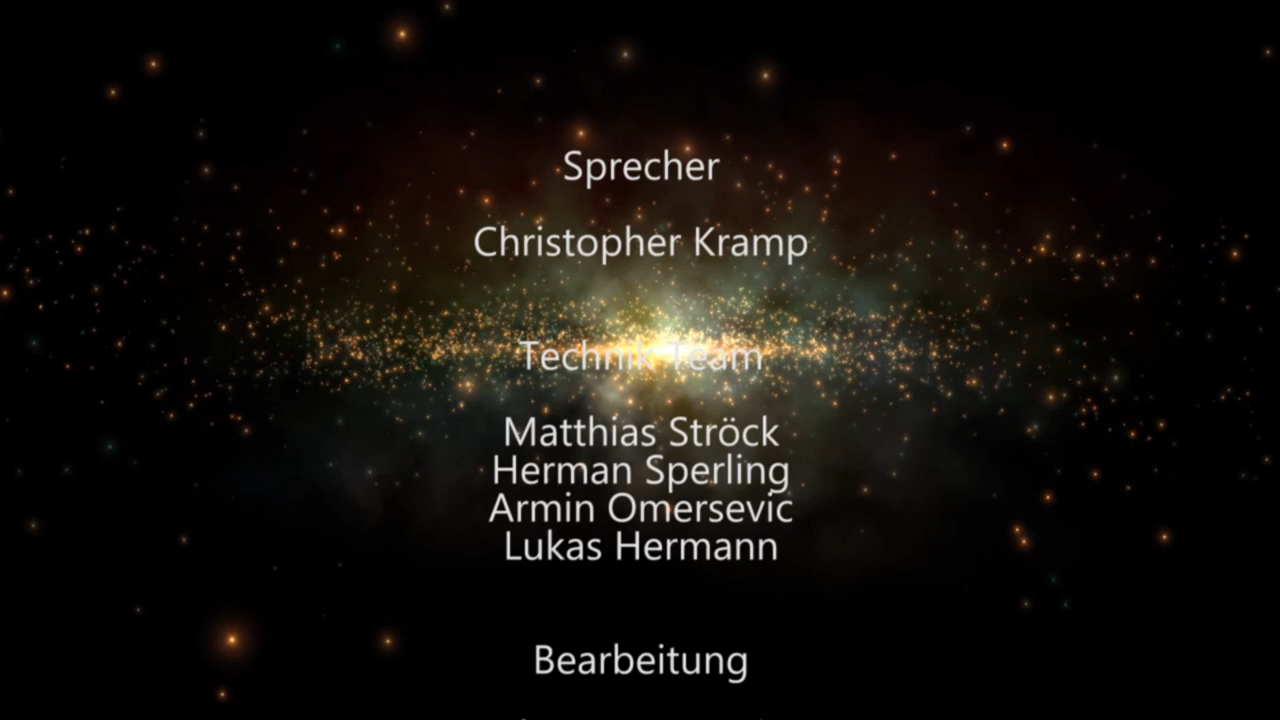 Sprecher
Christopher Kramp
Technik Team
Matthias Ströck
Herman Sperling
Armin Omersevic
Lukas Hermann
Bearbeitung